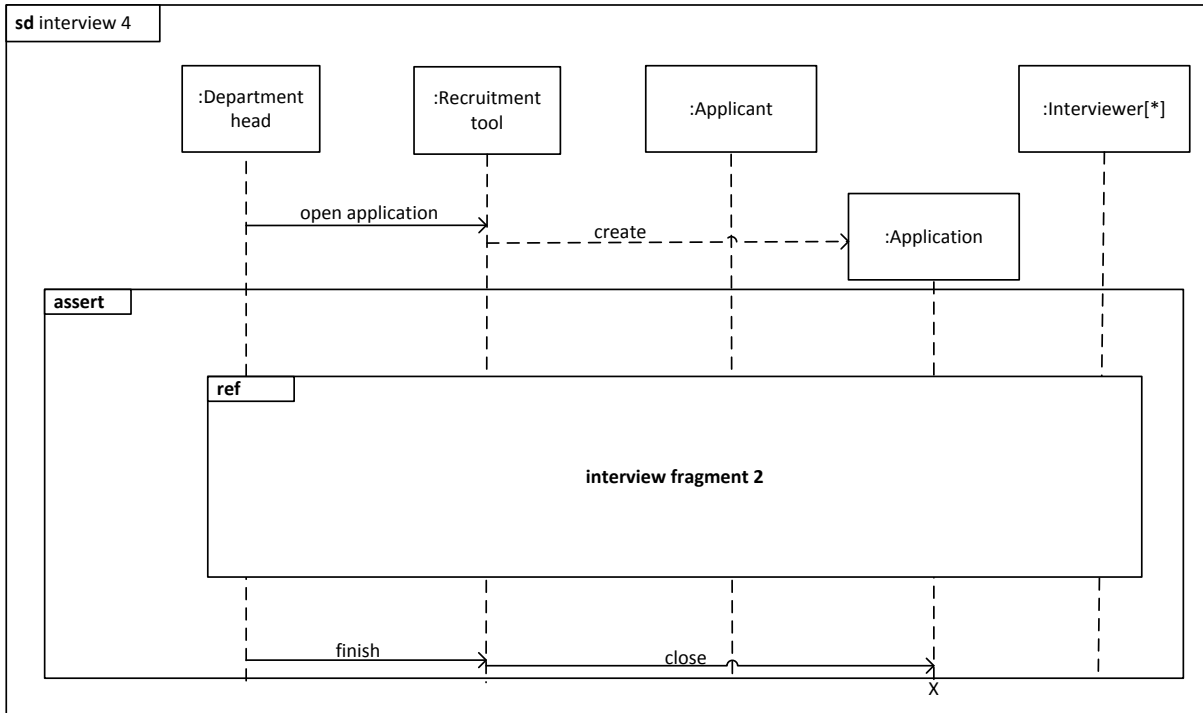 sd interview 4
:Department
head
:Recruitment
tool
:Applicant
:Interviewer[*]
open application
create
:Application
assert
ref
interview fragment 2
finish
close
X